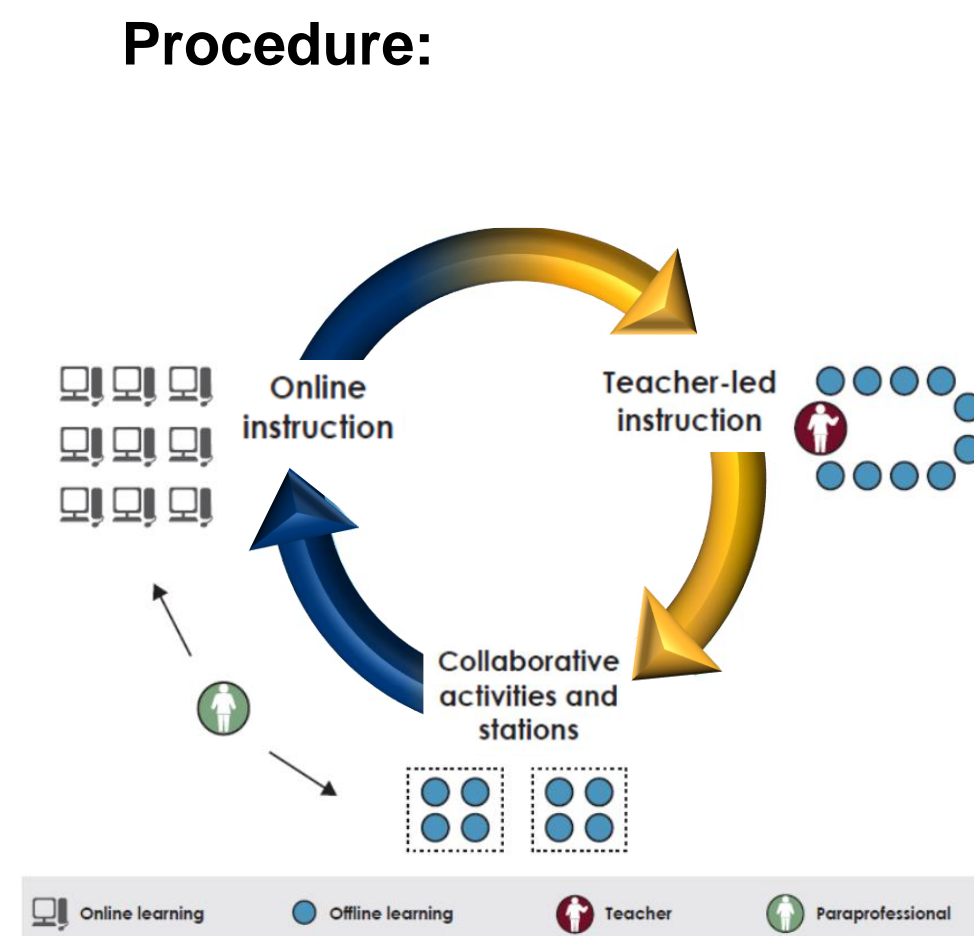 Procedure:
Online
instruction
Teacher-led
instruction
Collaborative
activities and
stations
Online learning
Offline learning
Teacher
Paraprofessional